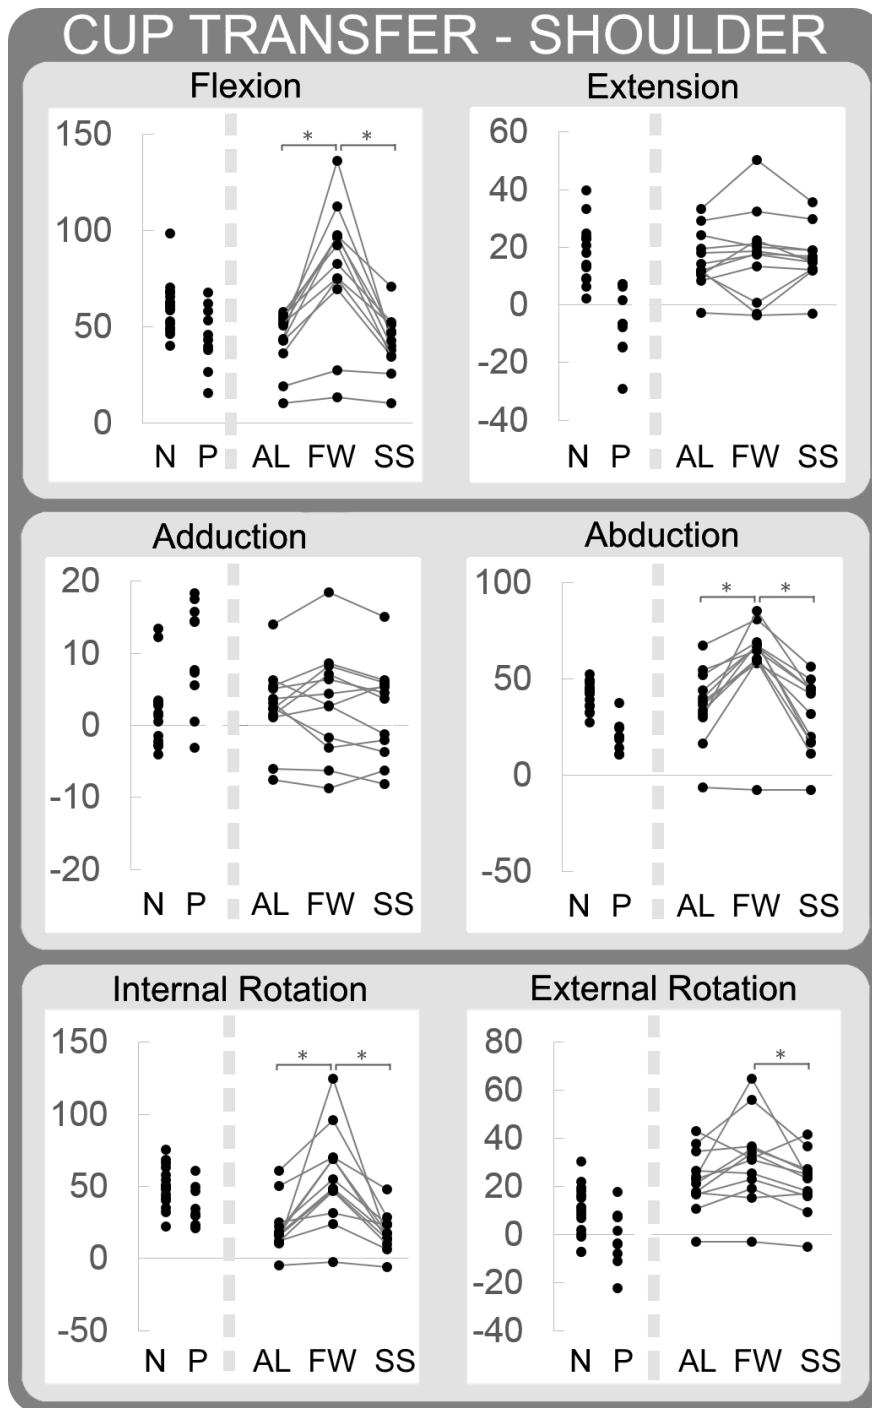 CUP TRANSFER - SHOULDER
Flexion
150
100
50
0
* *
N P AL FW SS
Extension
60
40
20
0
-20
-40
N P AL FW SS
Adduction
20
10
0
-10
-20
N P AL FW SS
Abduction
100
50
0
-50
* *
N P AL FW SS
Internal Rotation
150
100
50
0
-50
* *
N P AL FW SS
External Rotation
80
60
40
20
0
-20
-40
*
N P AL FW SS